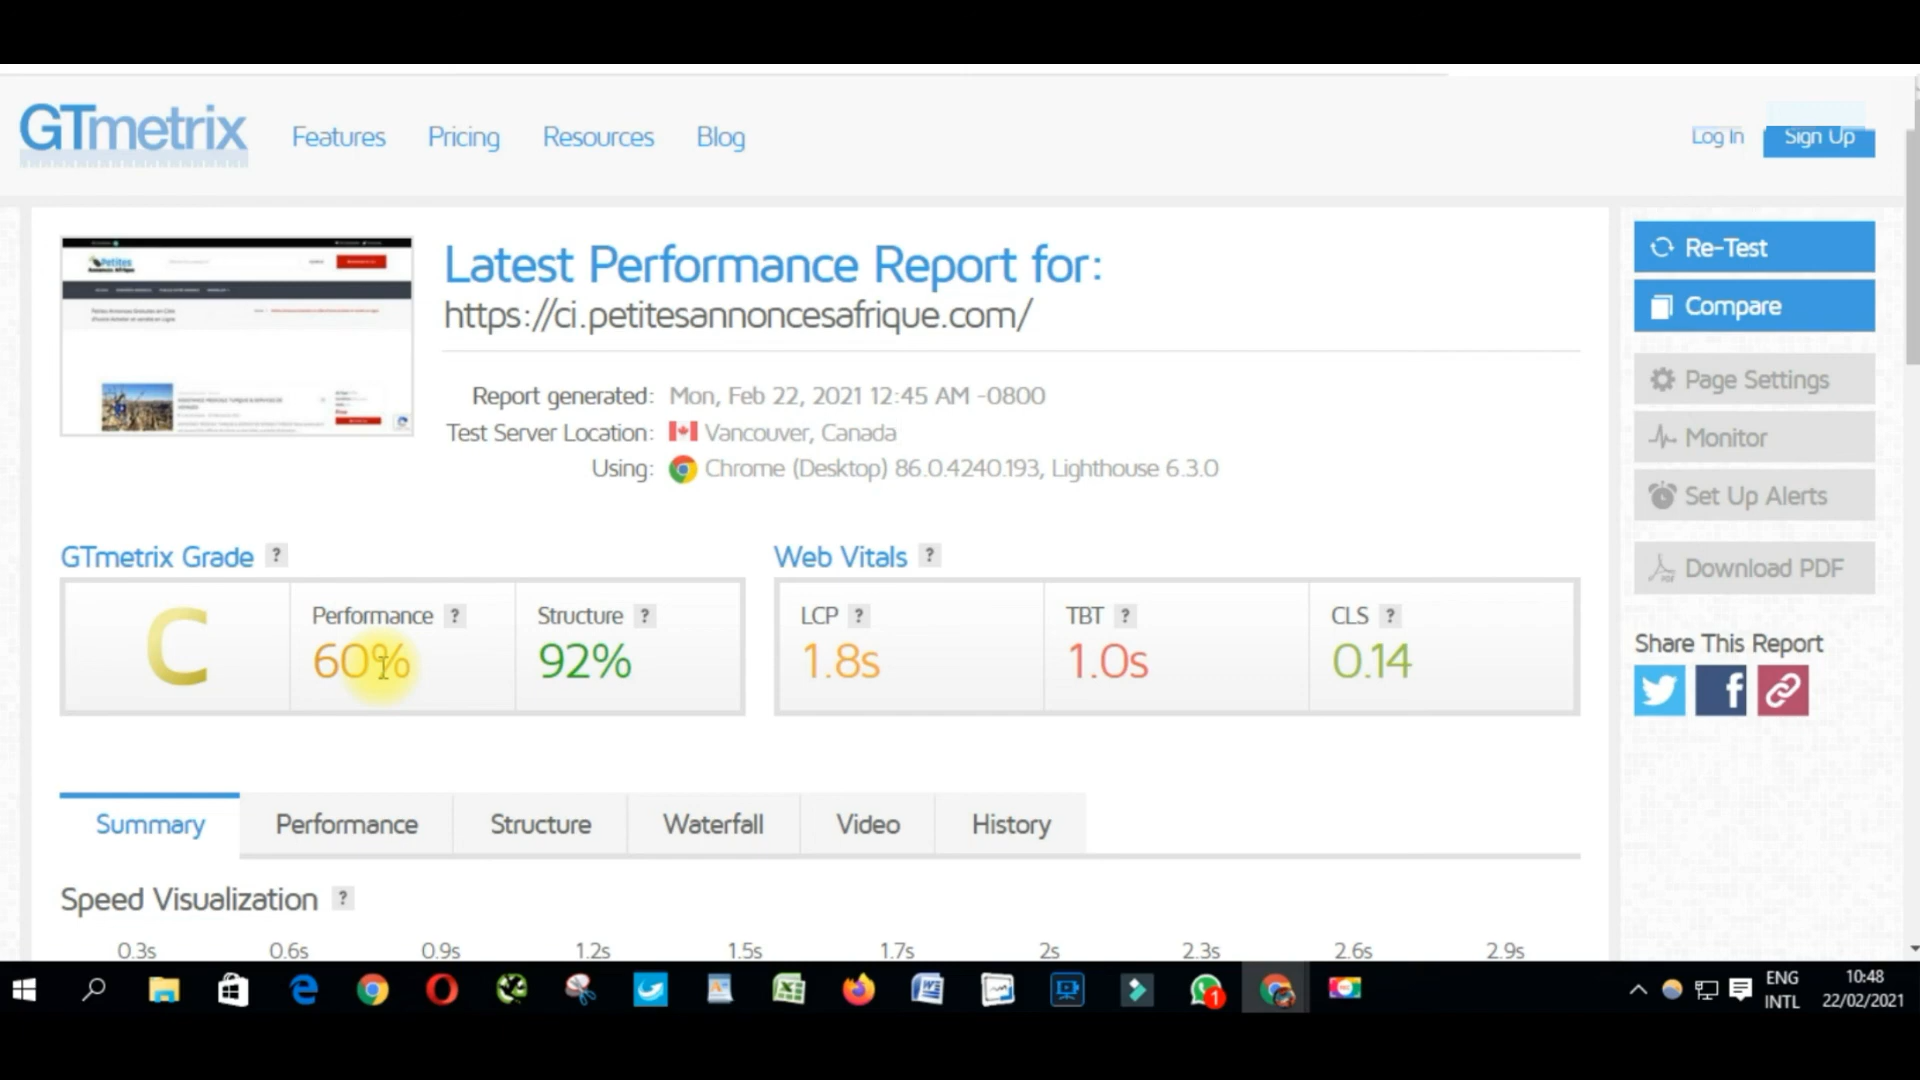 GTmetrix
Features
Pricing
Resources
Blog
Log In
Sign Up
Petites
Latest Performance Report for:
https://ci.petitesannoncesafrique.com/
Report generated: Mon, Feb 22, 2021 12:45 AM -0800
Test Server Location: Vancouver, Canada
Using: Chrome (Desktop) 86.0.4240.193, Lighthouse 6.3.0
Re-Test
Compare
Page Settings
Monitor
Set Up Alerts
Download PDF
Share This Report
GTmetrix Grade ?
C
Performance ?
60%
Structure ?
92%
Web Vitals ?
LCP ?
1.8s
TBT ?
1.0s
CLS ?
0.14
Summary
Performance
Structure
Waterfall
Video
History
Speed Visualization ?
0.3s 0.6s 0.9s 1.2s 1.5s 1.7s 2s 2.3s 2.6s 2.9s
1
ENG
INTL
10:48
22/02/2021